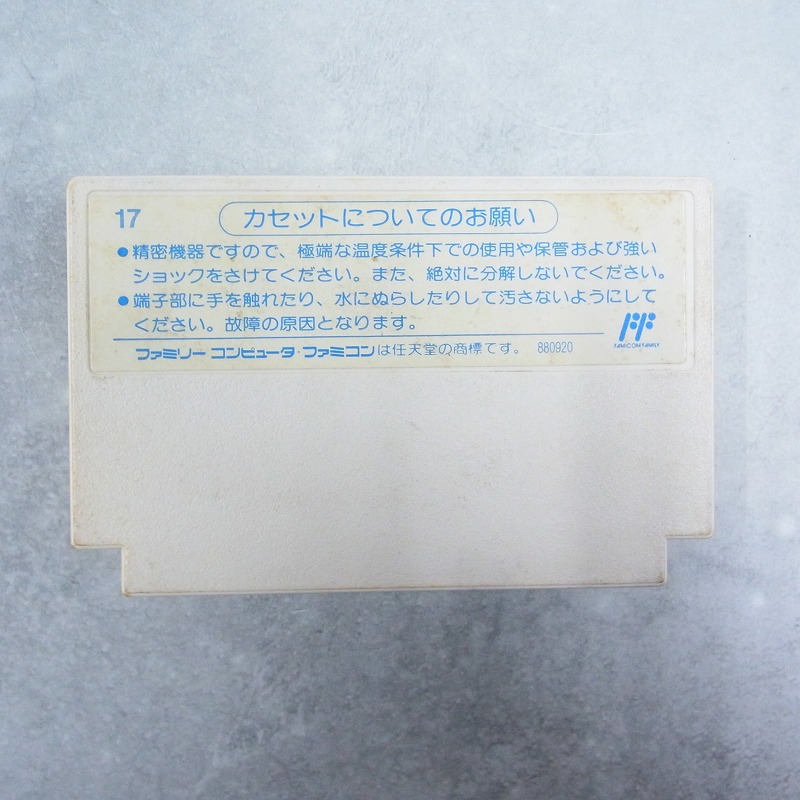 17
カセットについてのお願い
●精密機器ですので、極端な温度条件下での使用や保管および強い
ショックをさけてください。また、絶対に分解しないでください。
●端子部に手を触れたり、水にぬらしたりして汚さないようにして
ください。故障の原因となります。
ファミリー コンピュータ・ファミコンは任天堂の商標です。 880920
FF
FAMICOM FAMILY